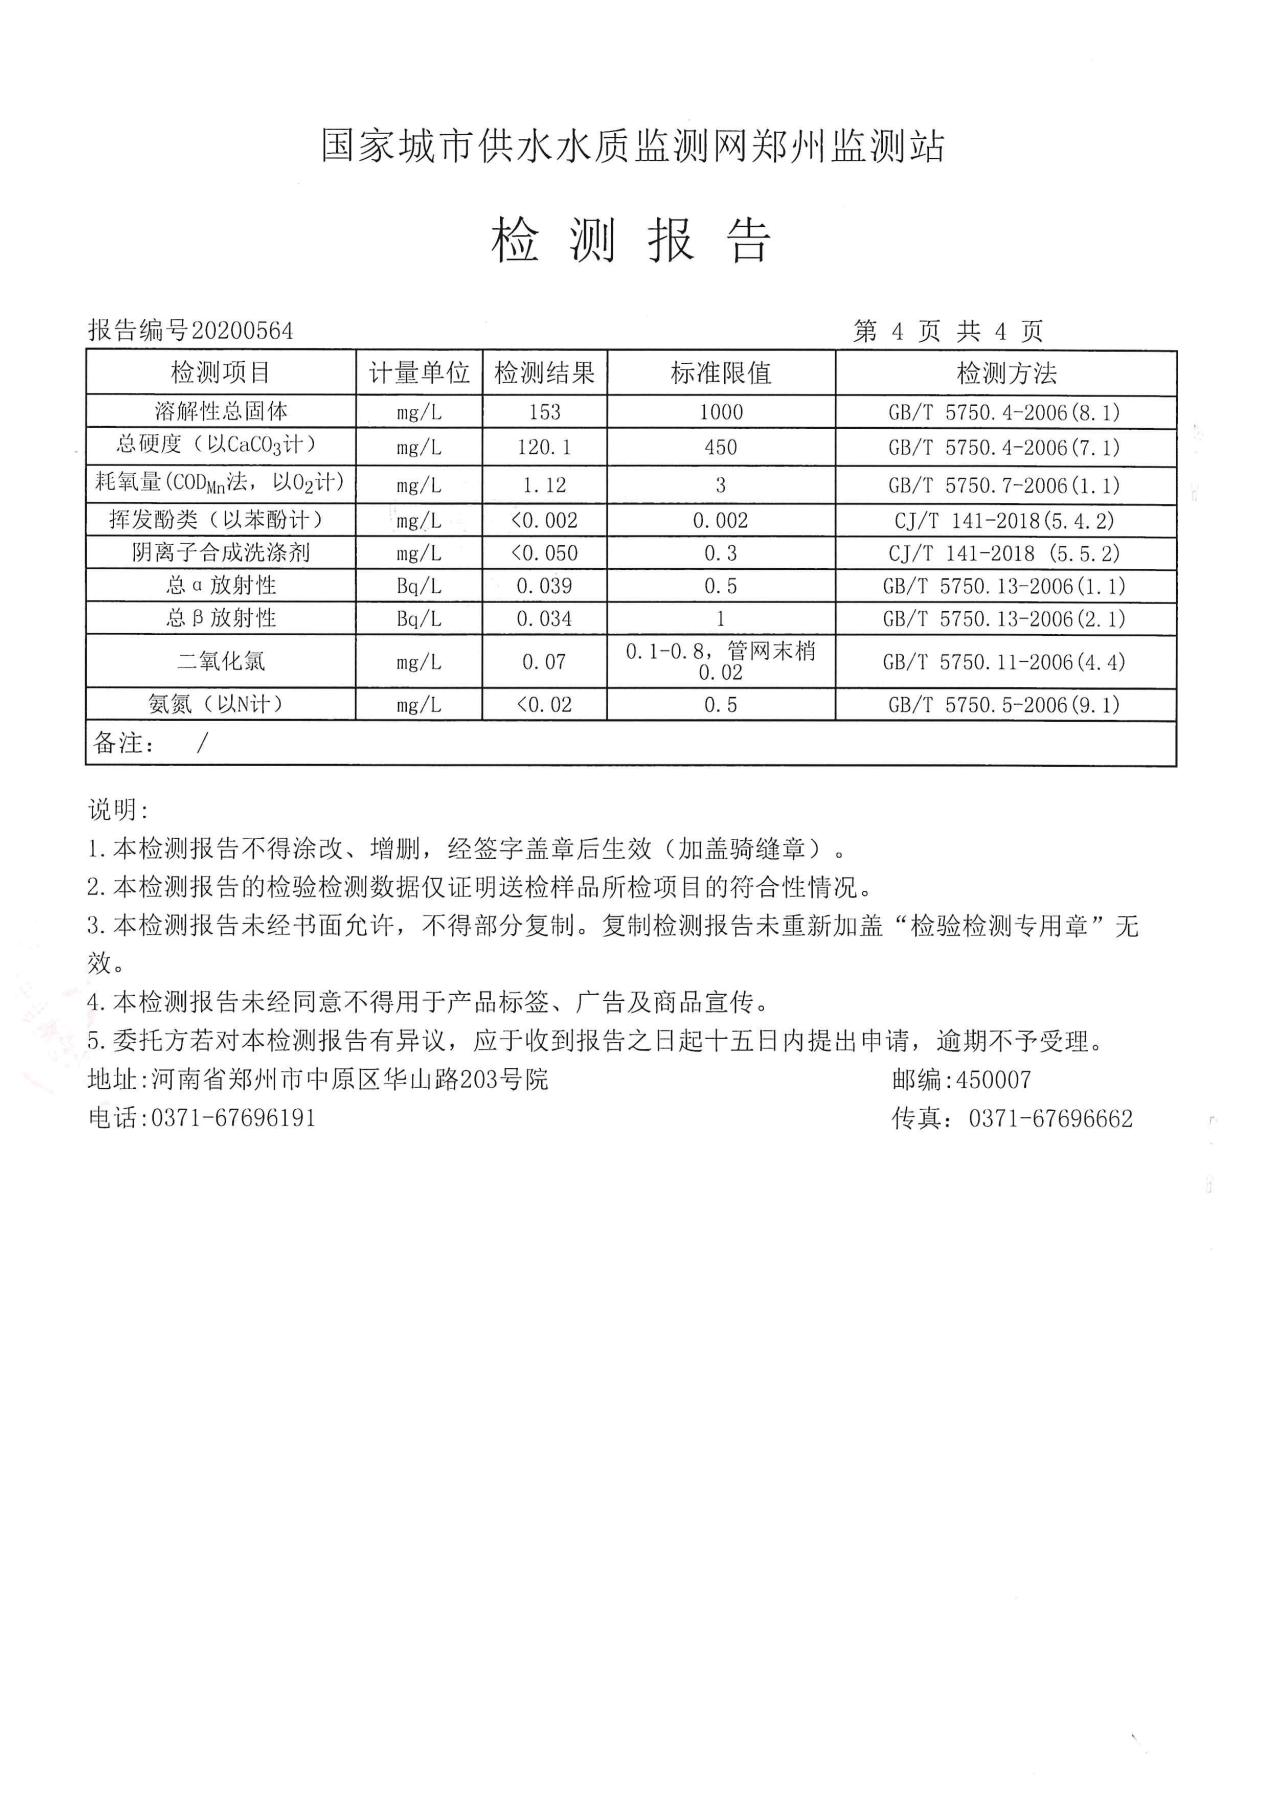 国家城市供水水质监测网郑州监测站
检 测 报 告
报告编号20200564 第 4 页 共 4 页
检测项目 计量单位 检测结果 标准限值 检测方法
溶解性总固体 mg/L 153 1000 GB/T 5750.4-2006(8.1)
总硬度（以CaCO₃计） mg/L 120.1 450 GB/T 5750.4-2006(7.1)
耗氧量(CODMn法，以O₂计) mg/L 1.12 3 GB/T 5750.7-2006(1.1)
挥发酚类（以苯酚计） mg/L <0.002 0.002 CJ/T 141-2018(5.4.2)
阴离子合成洗涤剂 mg/L <0.050 0.3 CJ/T 141-2018 (5.5.2)
总α放射性 Bq/L 0.039 0.5 GB/T 5750.13-2006(1.1)
总β放射性 Bq/L 0.034 1 GB/T 5750.13-2006(2.1)
二氧化氯 mg/L 0.07 0.1-0.8，管网末梢 0.02 GB/T 5750.11-2006(4.4)
氨氮（以N计） mg/L <0.02 0.5 GB/T 5750.5-2006(9.1)
备注： /
说明：
1.本检测报告不得涂改、增删，经签字盖章后生效（加盖骑缝章）。
2.本检测报告的检验检测数据仅证明送检样品所检项目的符合性情况。
3.本检测报告未经书面允许，不得部分复制。复制检测报告未重新加盖“检验检测专用章”无
效。
4.本检测报告未经同意不得用于产品标签、广告及商品宣传。
5.委托方若对本检测报告有异议，应于收到报告之日起十五日内提出申请，逾期不予受理。
地址:河南省郑州市中原区华山路203号院 邮编:450007
电话:0371-67696191 传真：0371-67696662